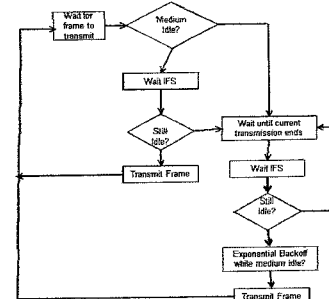 Wait for
frame to
transmit
Medium
Idle?
Wait IFS
Still
Idle?
Wait until current
transmission ends
Transmit Frame
Wait IFS
Still
Idle?
Exponential Backoff
while medium idle?
Transmit Frame